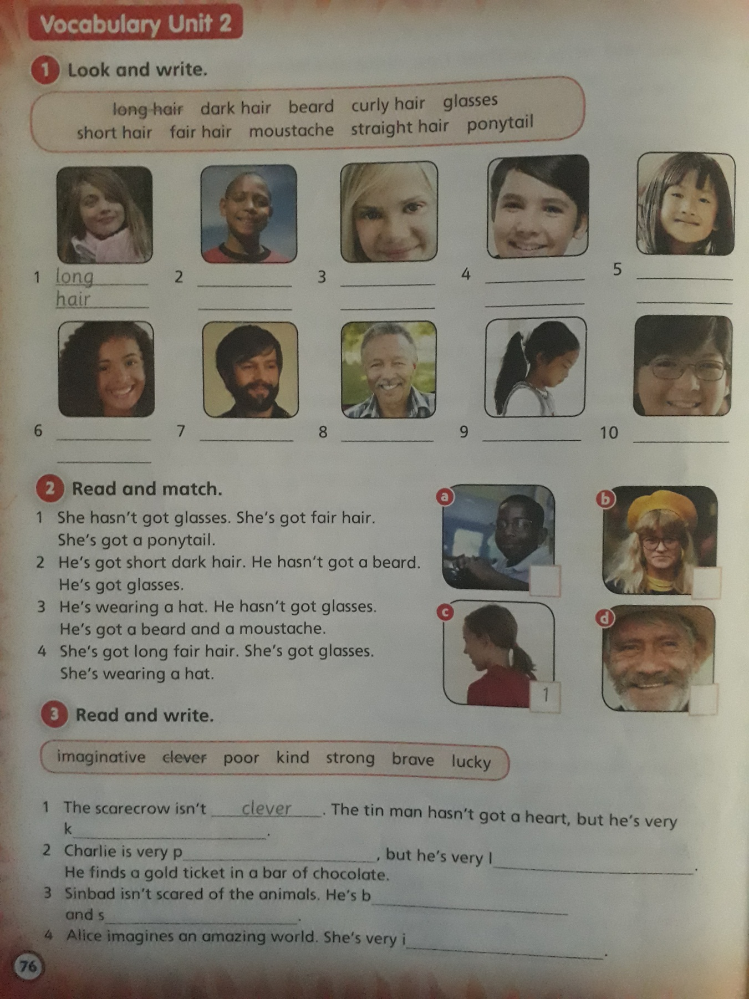 Vocabulary Unit 2
1 Look and write.
long hair dark hair beard curly hair glasses
short hair fair hair moustache straight hair ponytail
1 long 2 3 4 5
hair
6 7 8 9 10
2 Read and match.
1 She hasn't got glasses. She's got fair hair.
She's got a ponytail.
2 He's got short dark hair. He hasn't got a beard.
He's got glasses.
3 He's wearing a hat. He hasn't got glasses.
He's got a beard and a moustache.
4 She's got long fair hair. She's got glasses.
She's wearing a hat.
a b
c d
1
3 Read and write.
imaginative clever poor kind strong brave lucky
1 The scarecrow isn't clever. The tin man hasn't got a heart, but he's very
k.
2 Charlie is very p, but he's very l.
He finds a gold ticket in a bar of chocolate.
3 Sinbad isn't scared of the animals. He's b
and s.
4 Alice imagines an amazing world. She's very i.
76